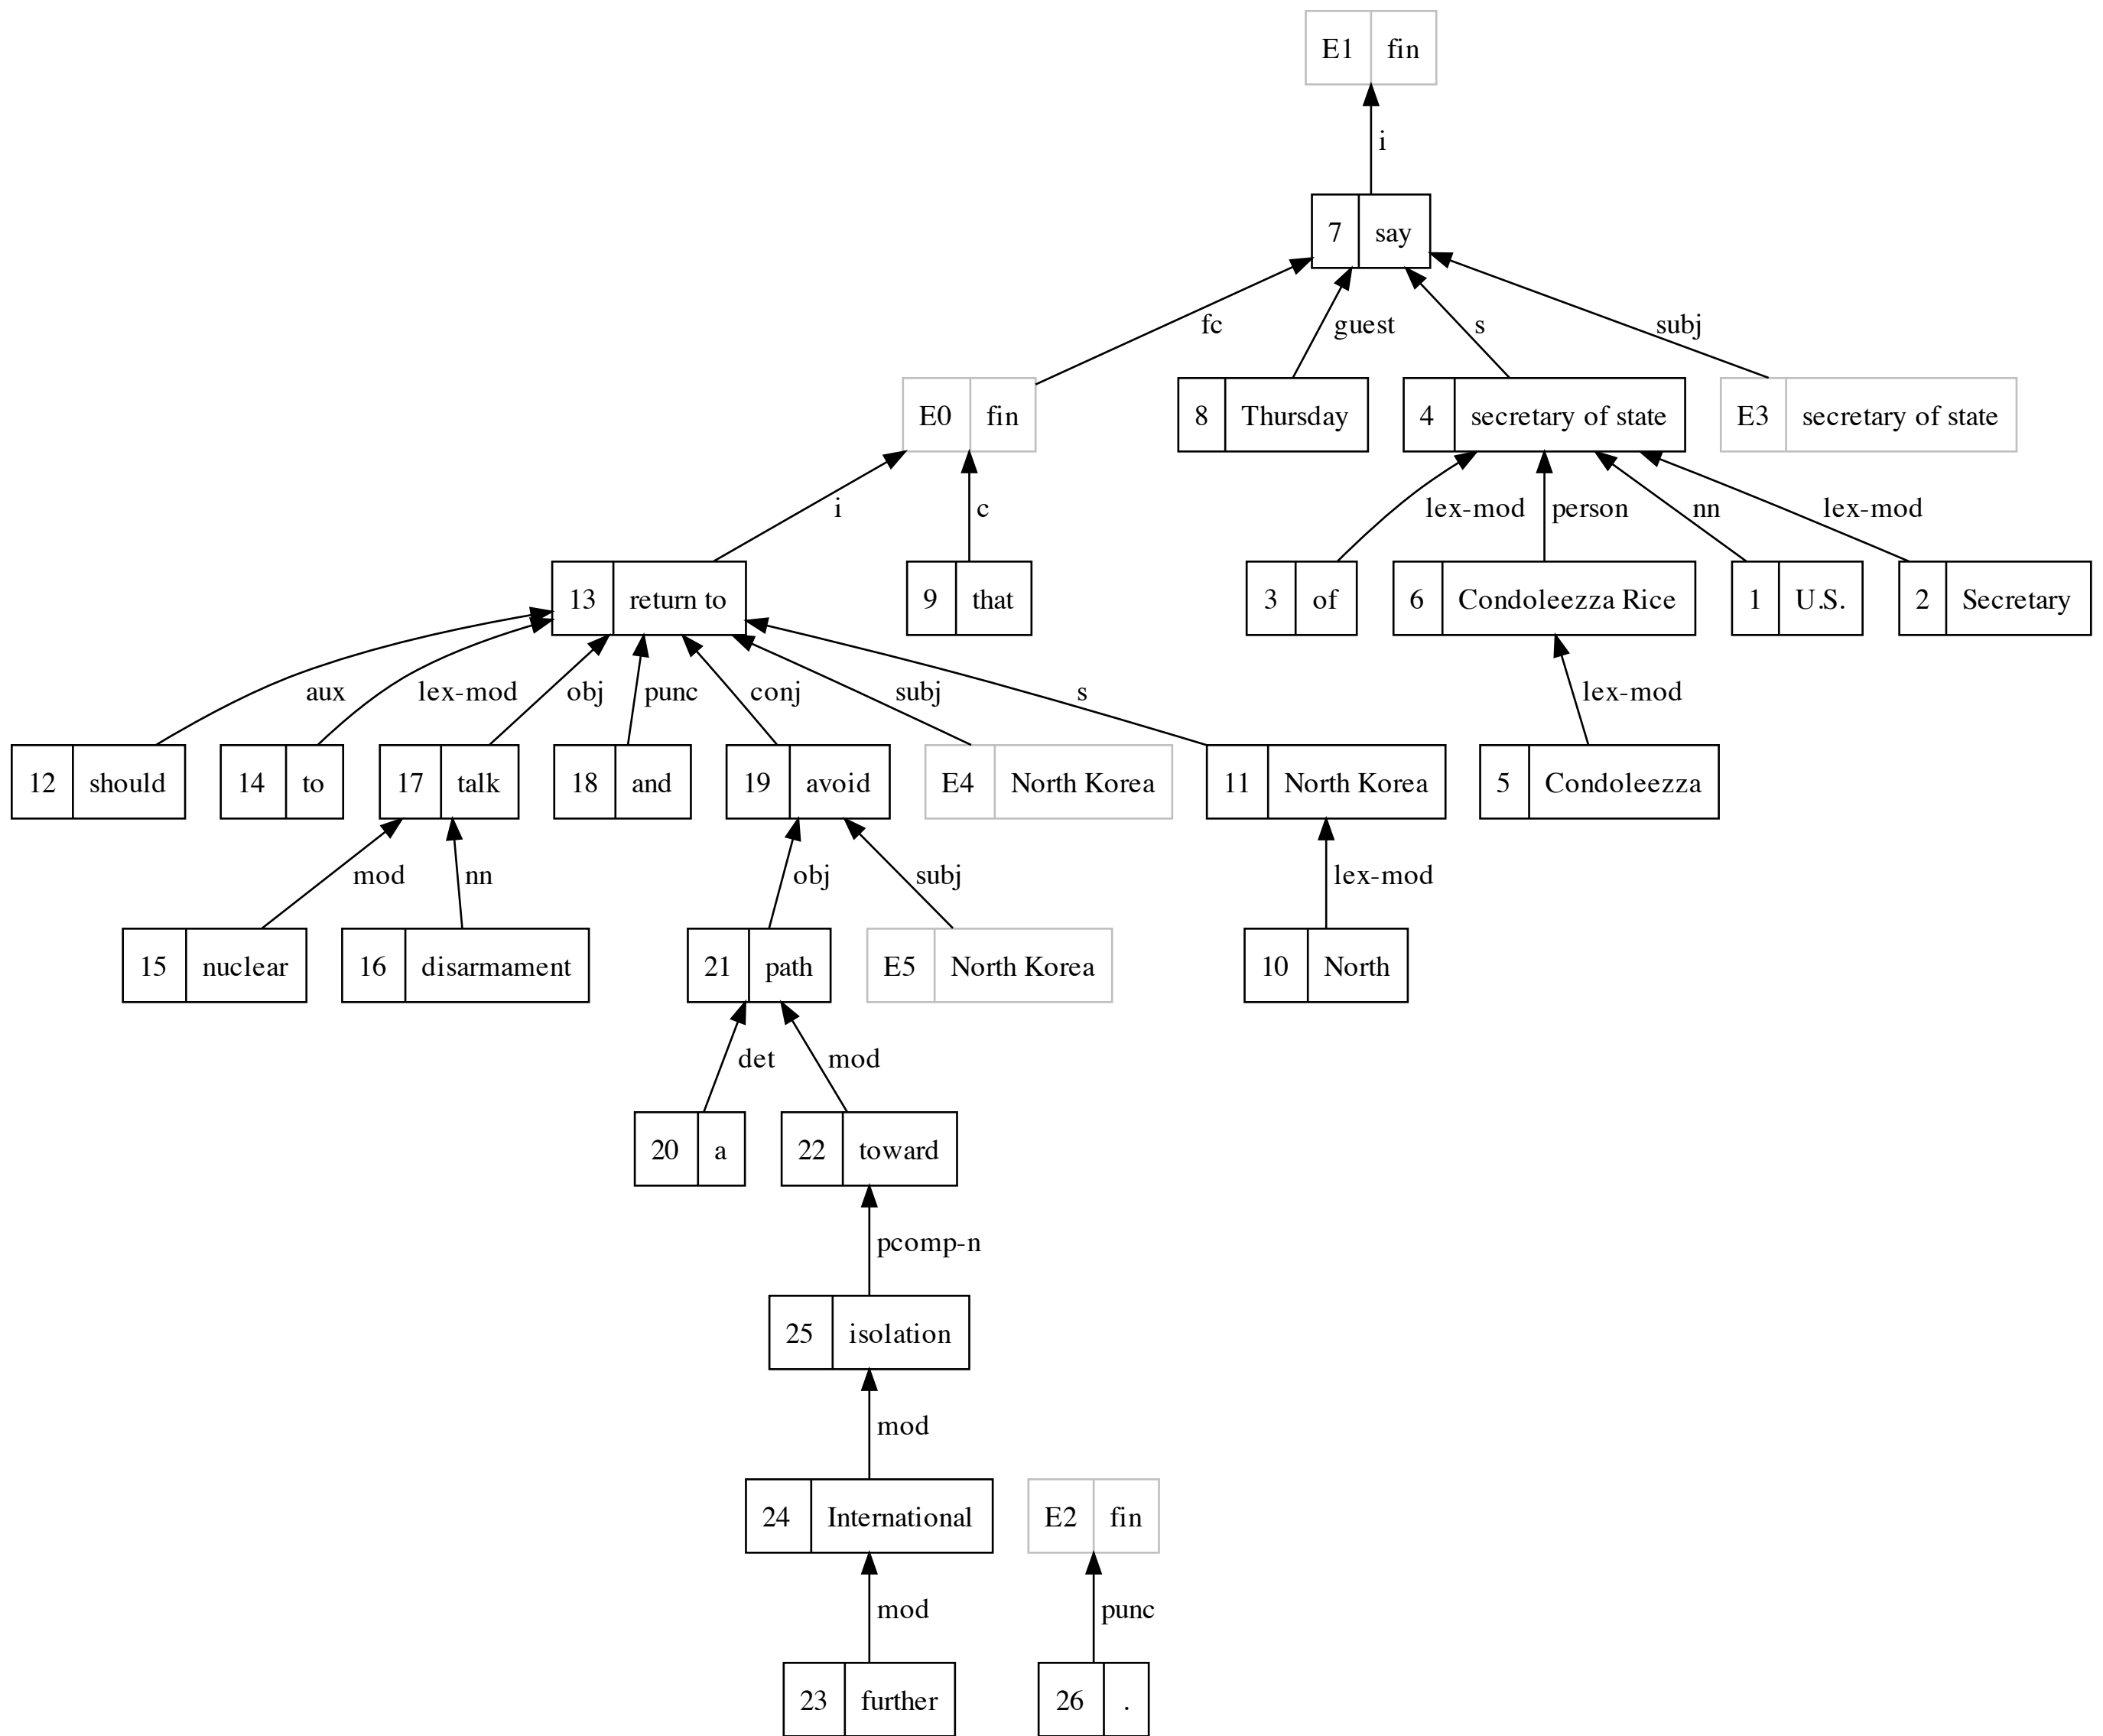 E1 fin
i
7 say
fc guest s subj
E0 fin 8 Thursday 4 secretary of state E3 secretary of state
i c lex-mod person nn lex-mod
13 return to 9 that 3 of 6 Condoleezza Rice 1 U.S. 2 Secretary
aux lex-mod obj punc conj subj s lex-mod
12 should 14 to 17 talk 18 and 19 avoid E4 North Korea 11 North Korea 5 Condoleezza
mod nn obj subj lex-mod
15 nuclear 16 disarmament 21 path E5 North Korea 10 North
det mod
20 a 22 toward
pcomp-n
25 isolation
mod
24 International E2 fin
mod punc
23 further 26 .